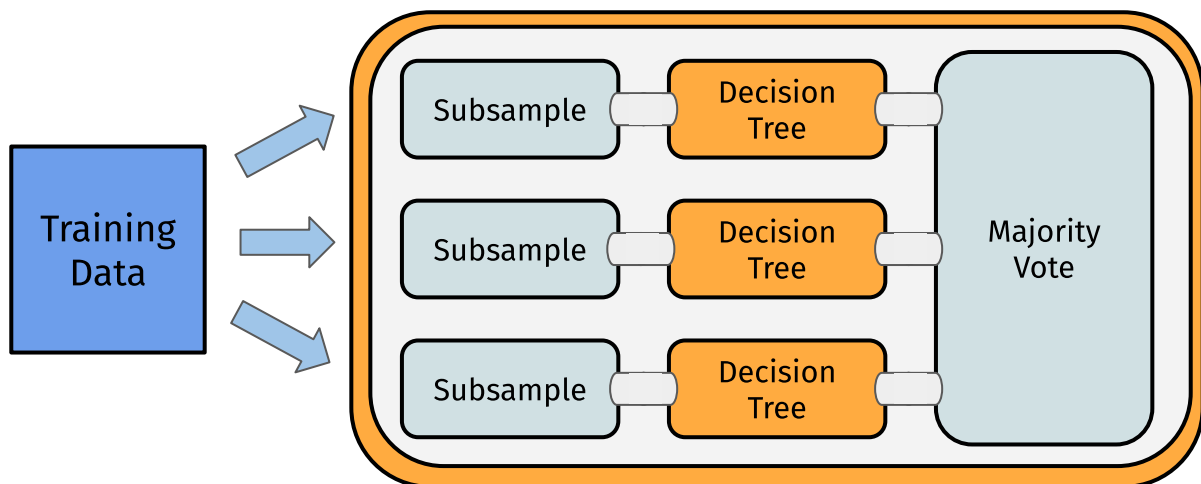 Training
Data
Subsample
Decision
Tree
Subsample
Decision
Tree
Subsample
Decision
Tree
Majority
Vote